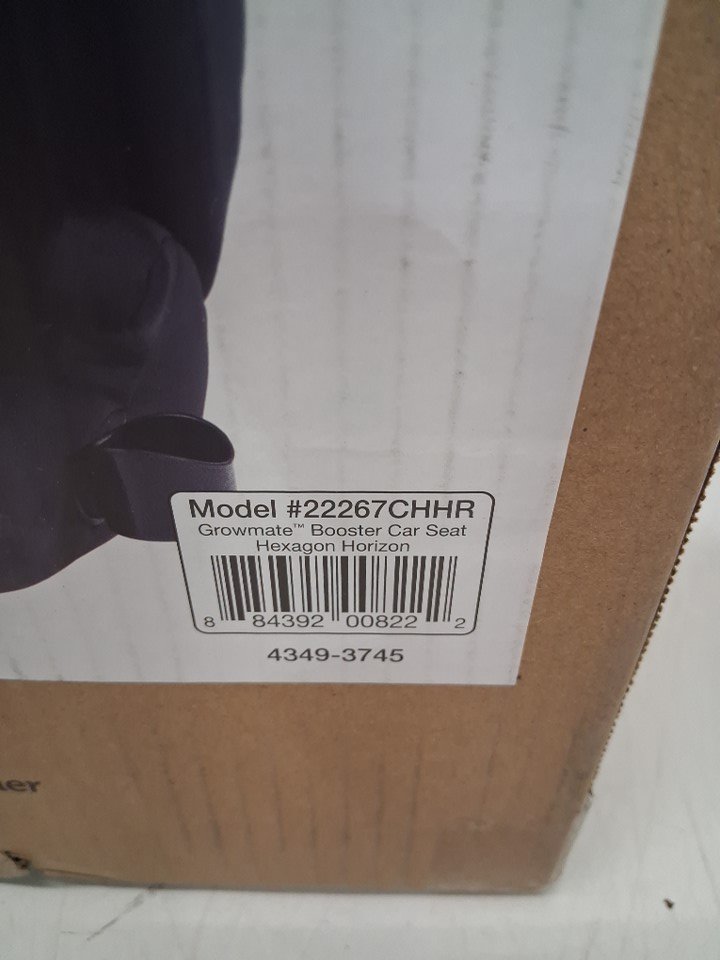 Model #22267CHHR
Growmate™ Booster Car Seat
Hexagon Horizon
8 84392 00822 2
4349-3745